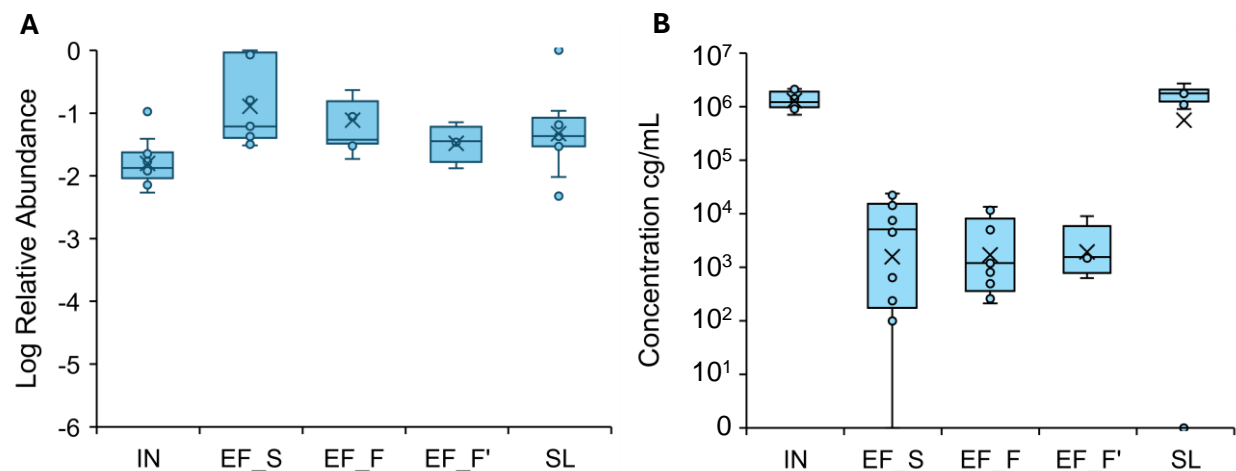 A
Log Relative Abundance
0
-1
-2
-3
-4
-5
-6
IN EF_S EF_F EF_F' SL
B
Concentration cg/mL
10⁷
10⁶
10⁵
10⁴
10³
10²
10¹
0
IN EF_S EF_F EF_F' SL